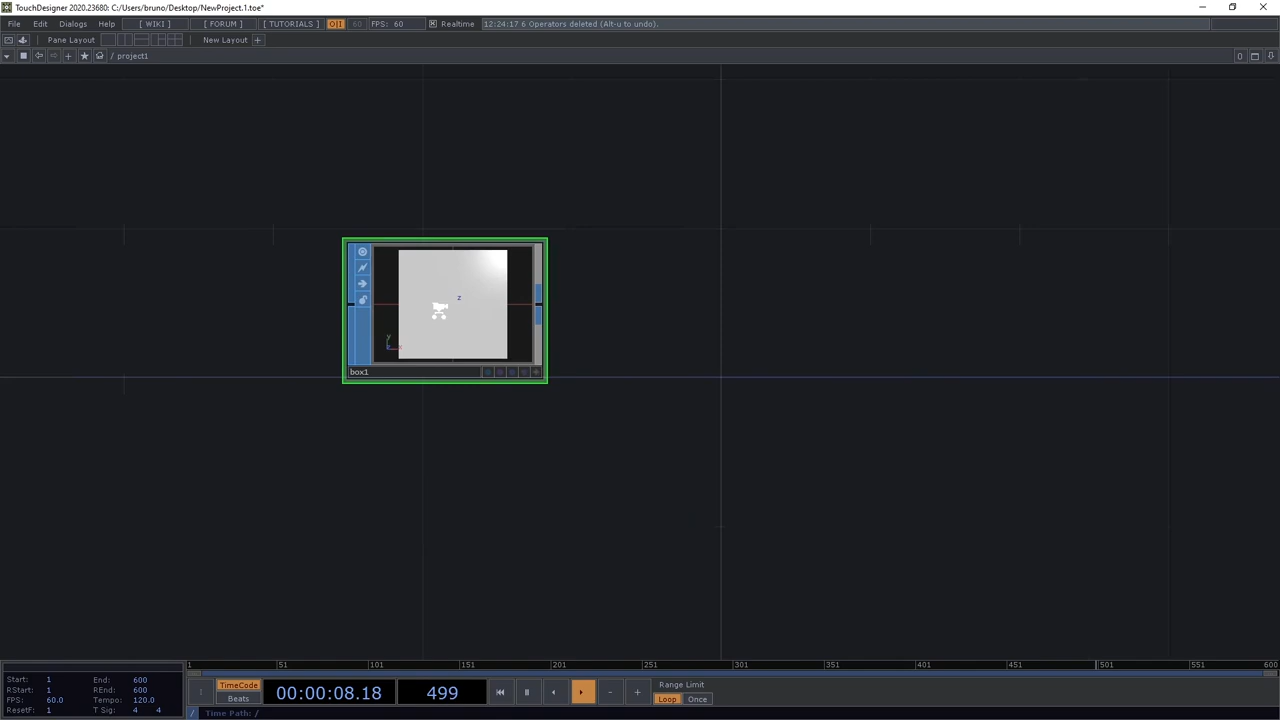 TouchDesigner 2020.23680: C:/Users/bruno/Desktop/NewProject.1.toe*
File Edit Dialogs Help [ WIKI ] [ FORUM ] [ TUTORIALS ] O|I 60 FPS: 60 Realtime 12:24:17 6 Operators deleted (Alt-u to undo).
Pane Layout New Layout +
+ / project1 0
z
y
box1
1 51 101 151 201 251 301 351 401 451 501 551 600
Start: 1 End: 600
RStart: 1 REnd: 600
FPS: 60.0 Tempo: 120.0
ResetF: 1 T Sig: 4 4
TimeCode
Beats
00:00:08.18 499
- +
Range Limit
Loop Once
/ Time Path: /